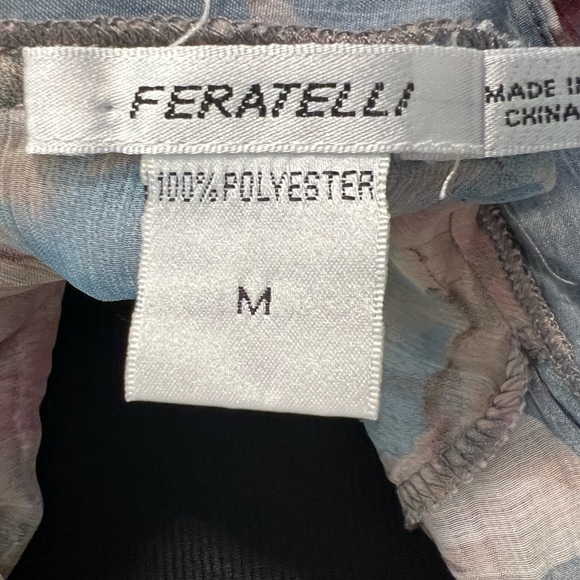 FERATELLI
MADE IN
CHINA
100% POLYESTER
M